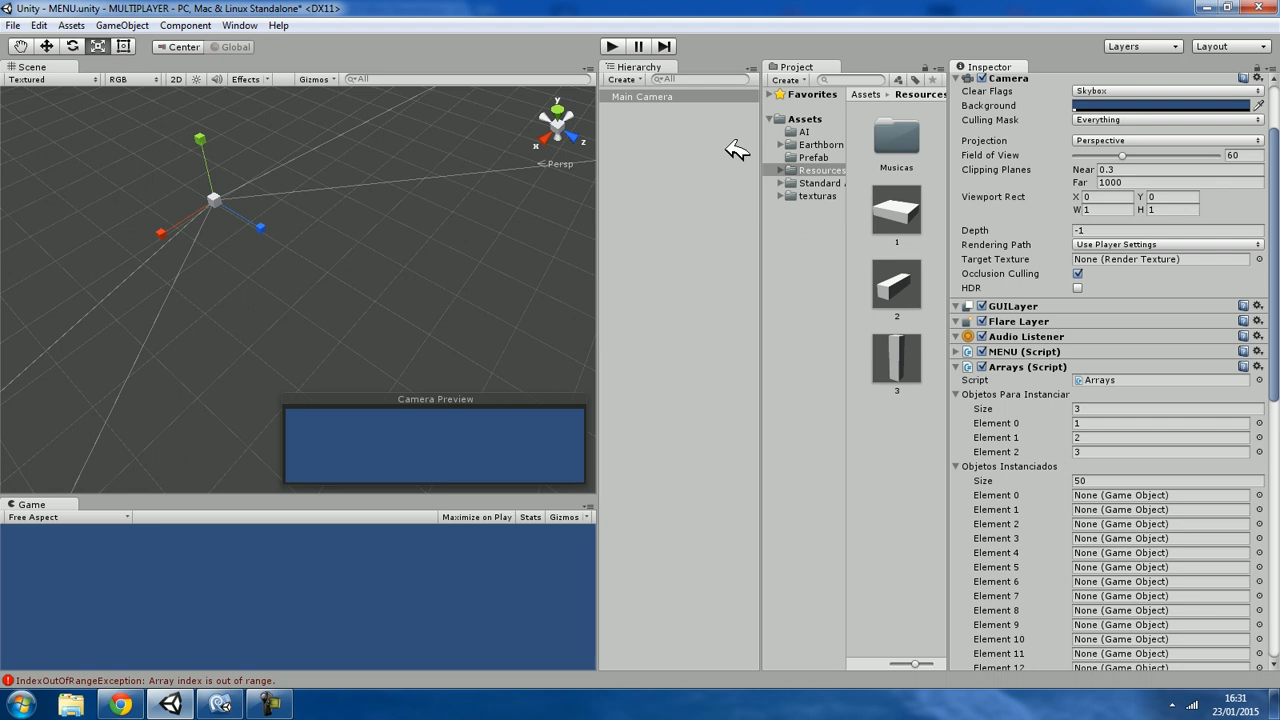 Unity - MENU.unity - MULTIPLAYER - PC, Mac & Linux Standalone* <DX11>
File Edit Assets GameObject Component Window Help
Center Global
Layers Layout
Scene
Textured RGB 2D Effects Gizmos All
y
x
z
Persp
Camera Preview
Game
Free Aspect Maximize on Play Stats Gizmos
Hierarchy
Create All
Main Camera
Project
Create
Favorites
Assets
AI
Earthborn
Prefab
Resources
Standard
texturas
Assets Resources
Musicas
1
2
3
Inspector
Camera
Clear Flags Skybox
Background
Culling Mask Everything
Projection Perspective
Field of View 60
Clipping Planes Near 0.3
Far 1000
Viewport Rect X 0 Y 0
W 1 H 1
Depth -1
Rendering Path Use Player Settings
Target Texture None (Render Texture)
Occlusion Culling
HDR
GUILayer
Flare Layer
Audio Listener
MENU (Script)
Arrays (Script)
Script Arrays
Objetos Para Instanciar
Size 3
Element 0 1
Element 1 2
Element 2 3
Objetos Instanciados
Size 50
Element 0 None (Game Object)
Element 1 None (Game Object)
Element 2 None (Game Object)
Element 3 None (Game Object)
Element 4 None (Game Object)
Element 5 None (Game Object)
Element 6 None (Game Object)
Element 7 None (Game Object)
Element 8 None (Game Object)
Element 9 None (Game Object)
Element 10 None (Game Object)
Element 11 None (Game Object)
Element 12 None (Game Object)
IndexOutOfRangeException: Array index is out of range.
16:31
23/01/2015